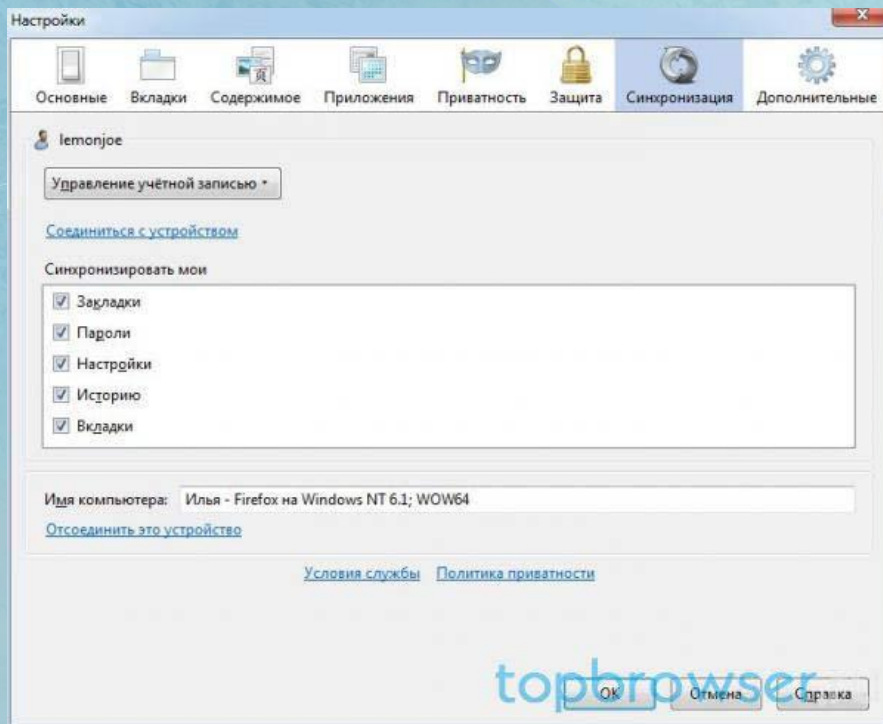 Настройки
Основные Вкладки Содержимое Приложения Приватность Защита Синхронизация Дополнительные
lemonjoe
Управление учётной записью
Соединиться с устройством
Синхронизировать мои
Закладки
Пароли
Настройки
Историю
Вкладки
Имя компьютера: Илья - Firefox на Windows NT 6.1; WOW64
Отсоединить это устройство
Условия службы Политика приватности
topbrowser
OK Отмена Справка